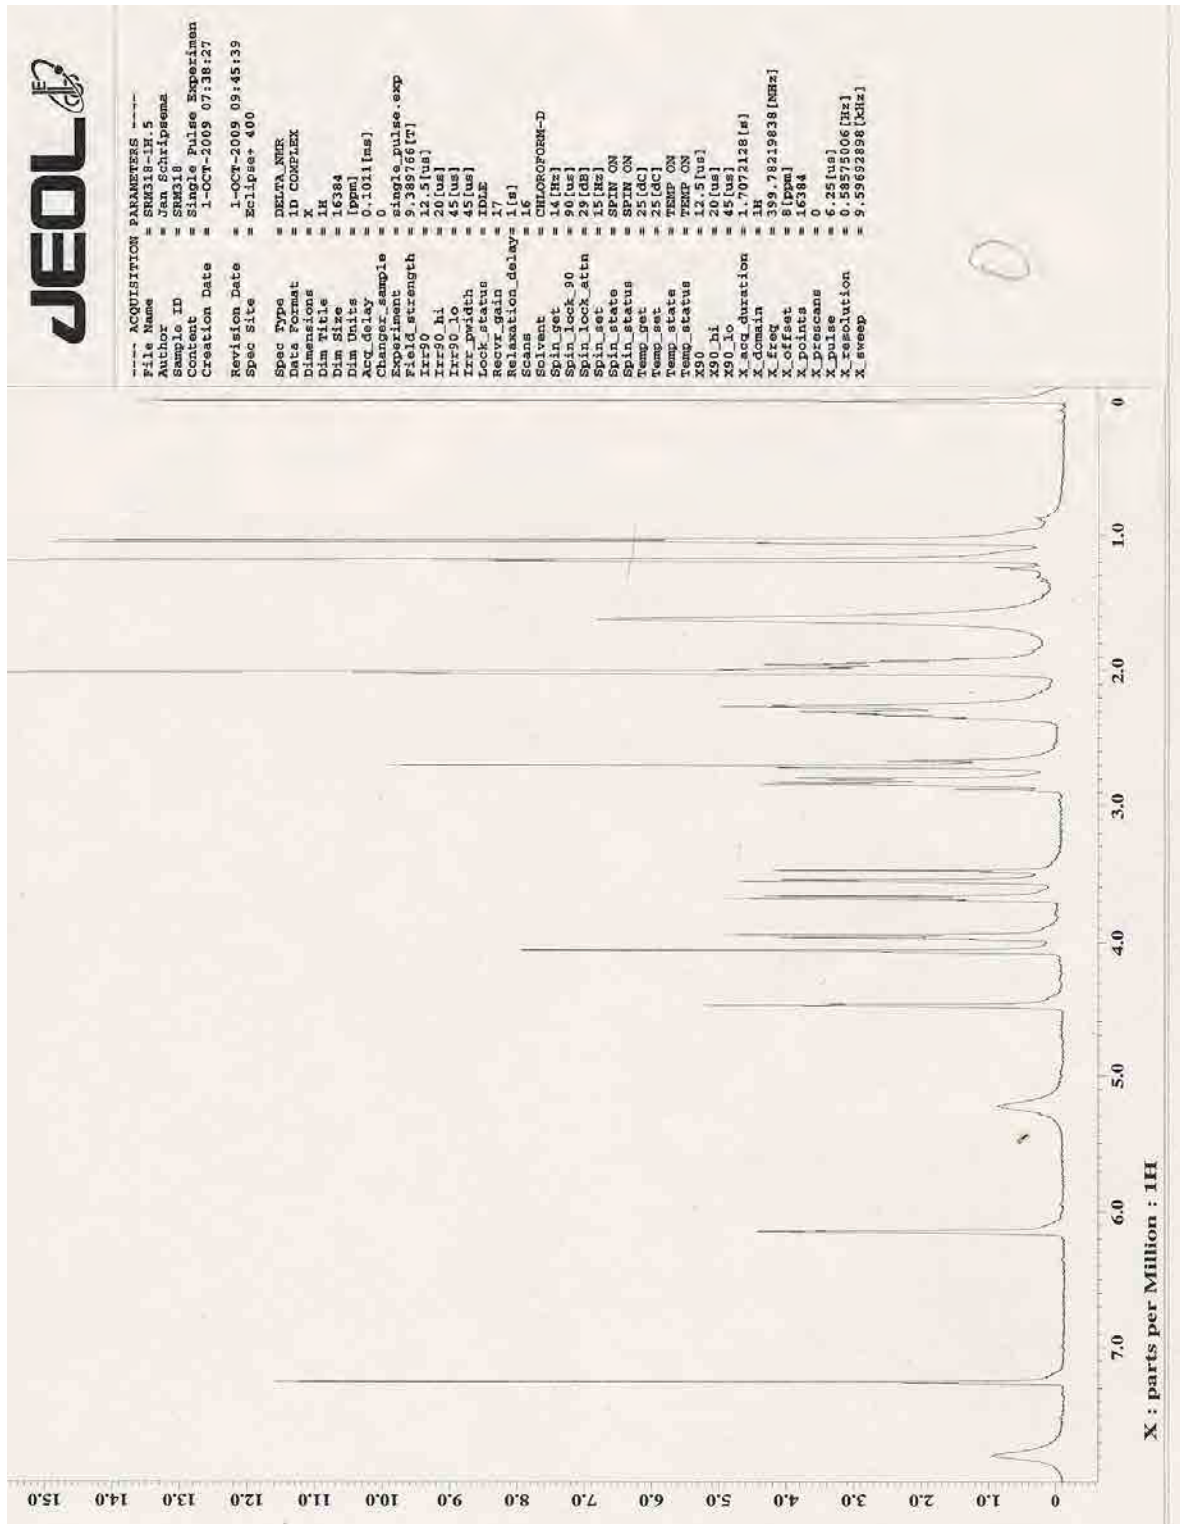 JEOL
---- ACQUISITION PARAMETERS ----
File Name = SRM318-1H.5
Author = Jan Schripsema
Sample ID = SRM318
Content = Single Pulse Experimen
Creation Date = 1-OCT-2009 07:38:27
Revision Date = 1-OCT-2009 09:45:39
Spec Site = Eclipse+ 400
Spec Type = DELTA_NMR
Data Format = 1D COMPLEX
Dimensions = X
Dim Title = 1H
Dim Size = 16384
Dim Units = [ppm]
Acq_delay = 0.1011[ms]
Changer_sample = 0
Experiment = single_pulse.exp
Field_strength = 9.389766[T]
Irr90 = 12.5[us]
Irr90_hi = 20[us]
Irr90_lo = 45[us]
Irr_pwidth = 45[us]
Lock_status = IDLE
Recvr_gain = 17
Relaxation_delay= 1[s]
Scans = 16
Solvent = CHLOROFORM-D
Spin_get = 14[Hz]
Spin_lock_90 = 90[us]
Spin_lock_attn = 29[dB]
Spin_set = 15[Hz]
Spin_state = SPIN ON
Spin_status = SPIN ON
Temp_get = 25[dC]
Temp_set = 25[dC]
Temp_state = TEMP ON
Temp_status = TEMP ON
X90 = 12.5[us]
X90_hi = 20[us]
X90_lo = 45[us]
X_acq_duration = 1.7072128[s]
X_domain = 1H
X_freq = 399.78219838[MHz]
X_offset = 8[ppm]
X_points = 16384
X_prescans = 0
X_pulse = 6.25[us]
X_resolution = 0.58575006[Hz]
X_sweep = 9.59692898[kHz]
15.0
14.0
13.0
12.0
11.0
10.0
9.0
8.0
7.0
6.0
5.0
4.0
3.0
2.0
1.0
0
7.0 6.0 5.0 4.0 3.0 2.0 1.0 0
X : parts per Million : 1H